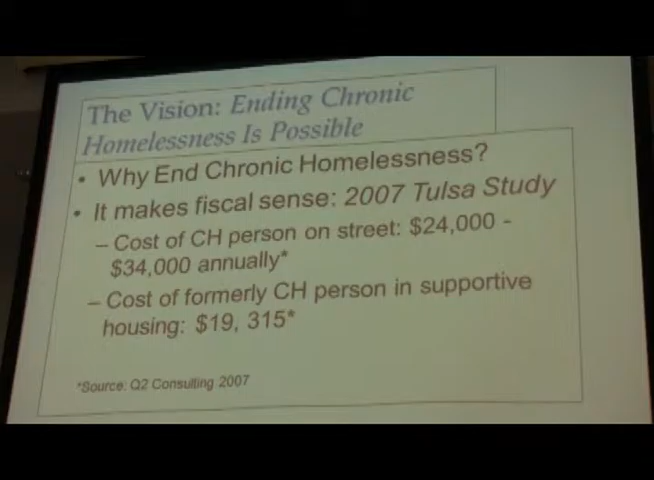 The Vision: Ending Chronic
Homelessness Is Possible
• Why End Chronic Homelessness?
• It makes fiscal sense: 2007 Tulsa Study
– Cost of CH person on street: $24,000 -
$34,000 annually*
– Cost of formerly CH person in supportive
housing: $19, 315*
*Source: Q2 Consulting 2007